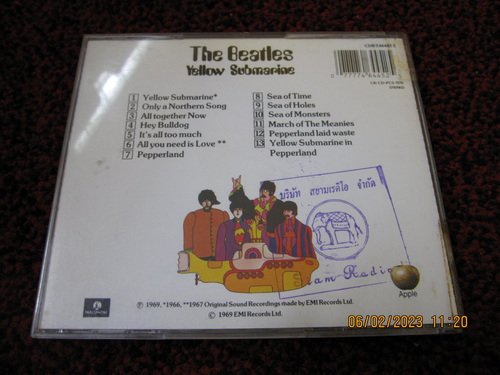 The Beatles
Yellow Submarine
1 Yellow Submarine*
2 Only a Northern Song
3 All together Now
4 Hey Bulldog
5 It's all too much
6 All you need is Love **
7 Pepperland
8 Sea of Time
9 Sea of Holes
10 Sea of Monsters
11 March of The Meanies
12 Pepperland laid waste
13 Yellow Submarine in
Pepperland
STEREO
บริษัท สยามเรดิโอ จำกัด
Radio
Apple
PARLOPHONE
℗ 1969, *1966, **1967 Original Sound Recordings made by EMI Records Ltd.
© 1969 EMI Records Ltd.
06/02/2023 11:20